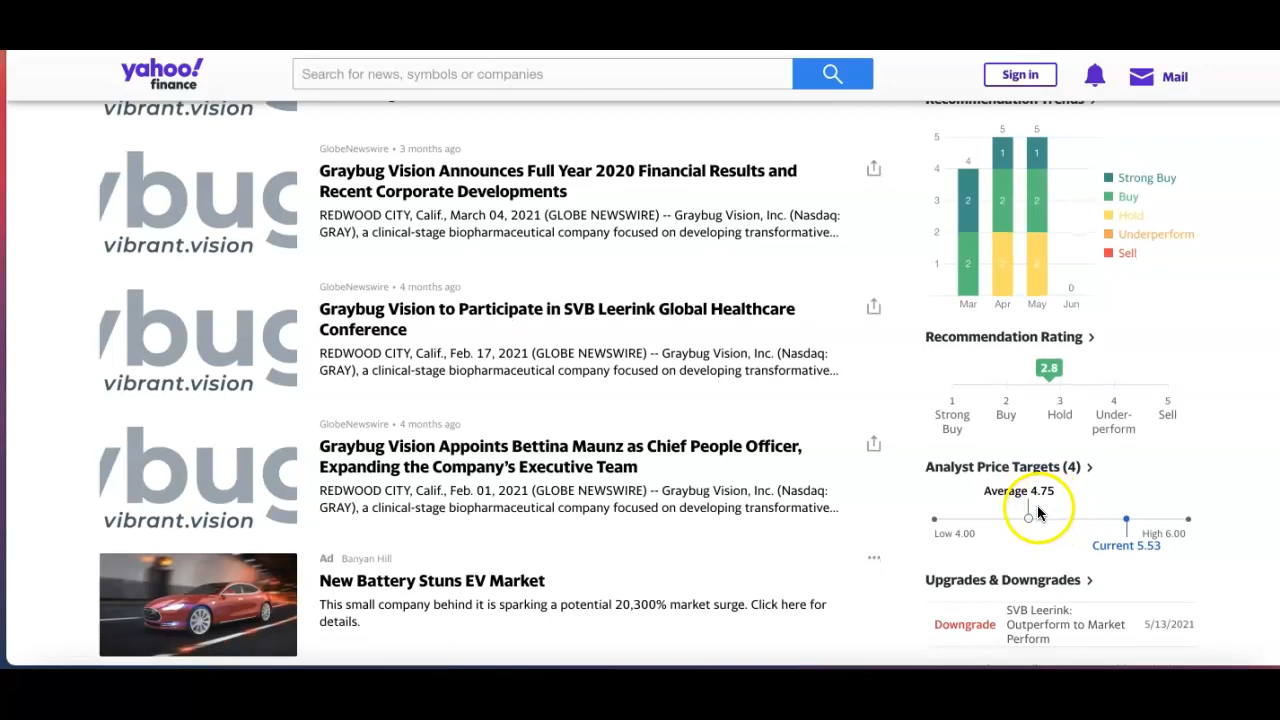 yahoo!
finance
Search for news, symbols or companies
Sign in
Mail
vibrant.vision
GlobeNewswire • 3 months ago
Graybug Vision Announces Full Year 2020 Financial Results and
Recent Corporate Developments
REDWOOD CITY, Calif., March 04, 2021 (GLOBE NEWSWIRE) -- Graybug Vision, Inc. (Nasdaq:
GRAY), a clinical-stage biopharmaceutical company focused on developing transformative...
ybug
vibrant.vision
GlobeNewswire • 4 months ago
Graybug Vision to Participate in SVB Leerink Global Healthcare
Conference
REDWOOD CITY, Calif., Feb. 17, 2021 (GLOBE NEWSWIRE) -- Graybug Vision, Inc. (Nasdaq:
GRAY), a clinical-stage biopharmaceutical company focused on developing transformative...
ybug
vibrant.vision
GlobeNewswire • 4 months ago
Graybug Vision Appoints Bettina Maunz as Chief People Officer,
Expanding the Company's Executive Team
REDWOOD CITY, Calif., Feb. 01, 2021 (GLOBE NEWSWIRE) -- Graybug Vision, Inc. (Nasdaq:
GRAY), a clinical-stage biopharmaceutical company focused on developing transformative...
ybug
vibrant.vision
Ad Banyan Hill
New Battery Stuns EV Market
This small company behind it is sparking a potential 20,300% market surge. Click here for
details.
Recommendation Trends >
5
4
3
2
1
4 5 5 0
2 1 1
2 2
2 2 2
Mar Apr May Jun
Strong Buy
Buy
Hold
Underperform
Sell
Recommendation Rating >
2.8
1 2 3 4 5
Strong Buy Buy Hold Under-perform Sell
Analyst Price Targets (4) >
Average 4.75
Low 4.00 High 6.00
Current 5.53
Upgrades & Downgrades >
SVB Leerink:
Downgrade Outperform to Market 5/13/2021
Perform